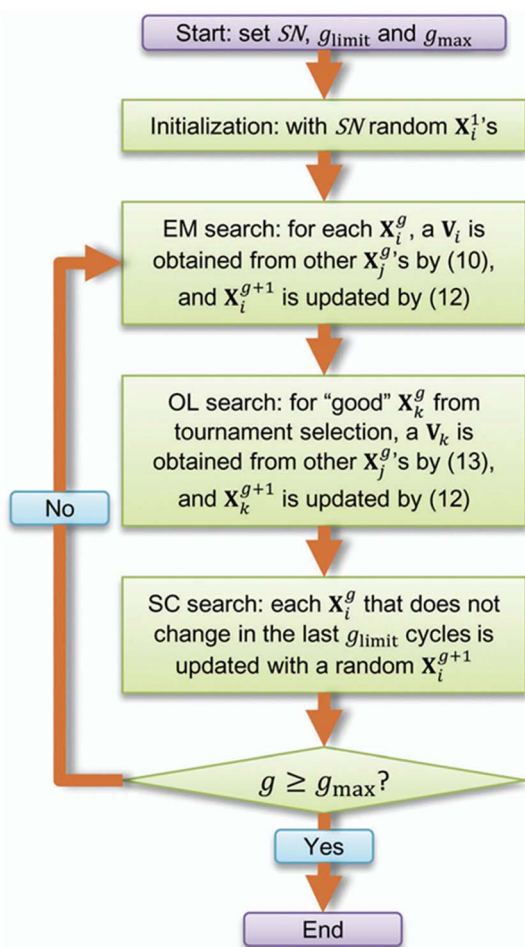 Start: set SN, g_limit and g_max
Initialization: with SN random X_i^1's
EM search: for each X_i^g, a V_i is
obtained from other X_j^g's by (10),
and X_i^{g+1} is updated by (12)
OL search: for “good” X_k^g from
tournament selection, a V_k is
obtained from other X_j^g's by (13),
and X_k^{g+1} is updated by (12)
No
SC search: each X_i^g that does not
change in the last g_limit cycles is
updated with a random X_i^{g+1}
g ≥ g_max?
Yes
End